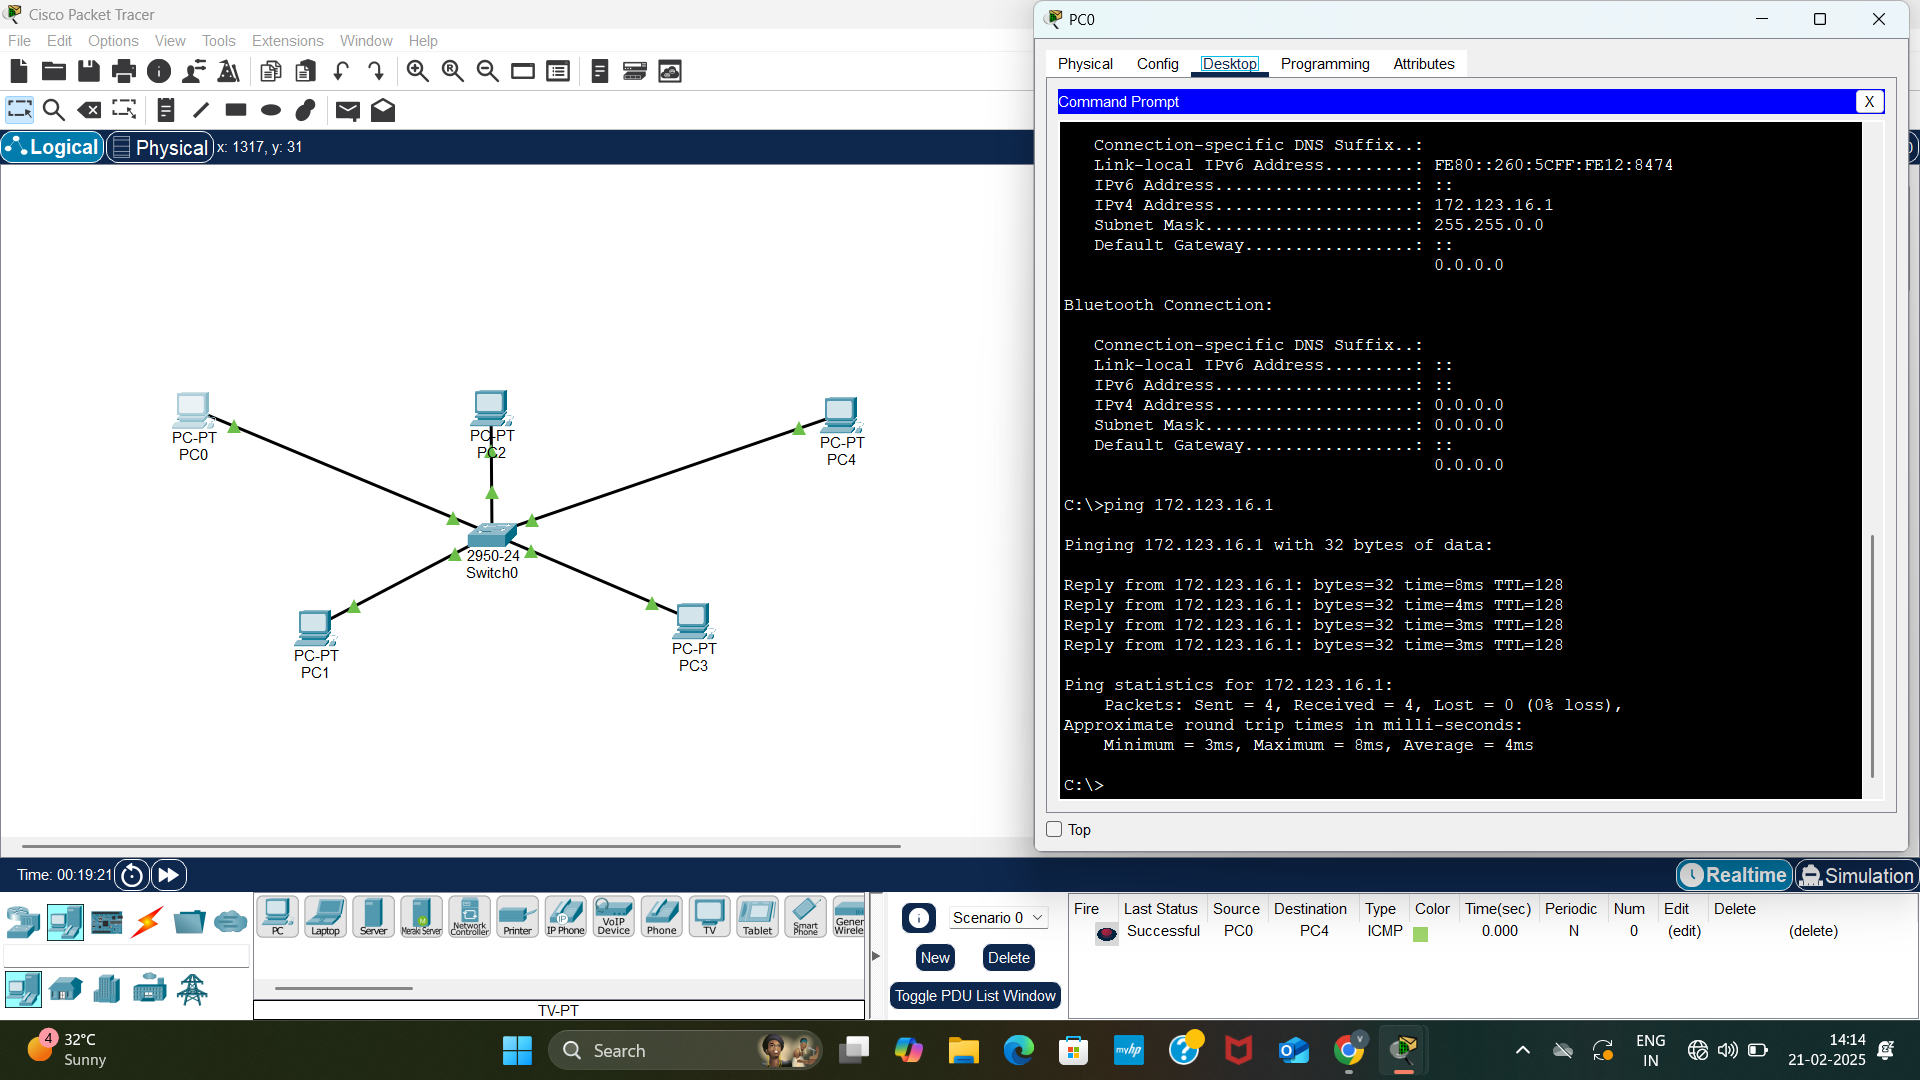 Cisco Packet Tracer
File Edit Options View Tools Extensions Window Help
Logical Physical x: 1317, y: 31
PC-PT
PC0
PC-PT
PC2
PC-PT
PC4
2950-24
Switch0
PC-PT
PC1
PC-PT
PC3
PC0
Physical Config Desktop Programming Attributes
Command Prompt X
Connection-specific DNS Suffix..:
Link-local IPv6 Address.........: FE80::260:5CFF:FE12:8474
IPv6 Address....................: ::
IPv4 Address....................: 172.123.16.1
Subnet Mask.....................: 255.255.0.0
Default Gateway.................: ::
0.0.0.0
Bluetooth Connection:
Connection-specific DNS Suffix..:
Link-local IPv6 Address.........: ::
IPv6 Address....................: ::
IPv4 Address....................: 0.0.0.0
Subnet Mask.....................: 0.0.0.0
Default Gateway.................: ::
0.0.0.0
C:\>ping 172.123.16.1
Pinging 172.123.16.1 with 32 bytes of data:
Reply from 172.123.16.1: bytes=32 time=8ms TTL=128
Reply from 172.123.16.1: bytes=32 time=4ms TTL=128
Reply from 172.123.16.1: bytes=32 time=3ms TTL=128
Reply from 172.123.16.1: bytes=32 time=3ms TTL=128
Ping statistics for 172.123.16.1:
Packets: Sent = 4, Received = 4, Lost = 0 (0% loss),
Approximate round trip times in milli-seconds:
Minimum = 3ms, Maximum = 8ms, Average = 4ms
C:\>
Top
Time: 00:19:21
Realtime Simulation
PC Laptop Server Meraki Server Network Controller Printer IP Phone VoIP Device Phone TV Tablet Smart Phone Gener Wirele
TV-PT
Scenario 0
New Delete
Toggle PDU List Window
Fire Last Status Source Destination Type Color Time(sec) Periodic Num Edit Delete
Successful PC0 PC4 ICMP 0.000 N 0 (edit) (delete)
4 32°C
Sunny
Search
myhp
ENG
IN
14:14
21-02-2025